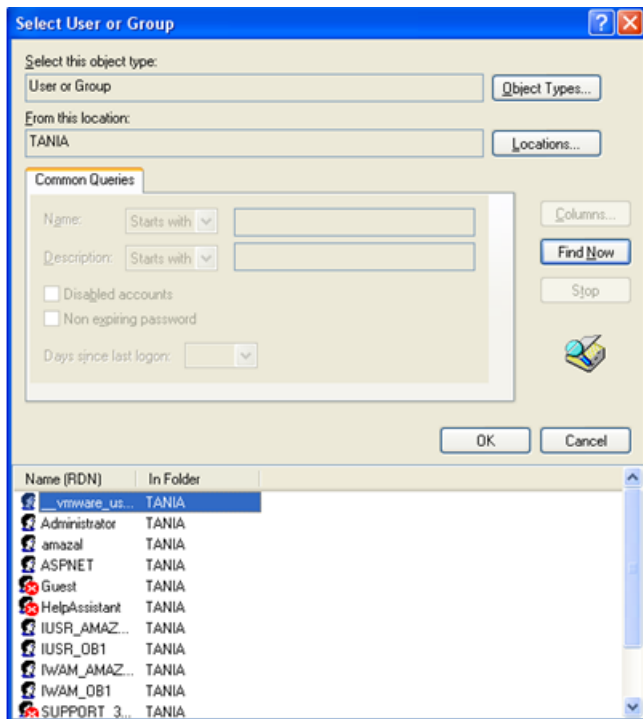 Select User or Group
Select this object type:
User or Group
Object Types...
From this location:
TANIA
Locations...
Common Queries
Name:
Starts with
Columns...
Description:
Starts with
Find Now
Disabled accounts
Stop
Non expiring password
Days since last logon:
OK
Cancel
Name (RDN) In Folder
__vmware_us... TANIA
Administrator TANIA
amazal TANIA
ASPNET TANIA
Guest TANIA
HelpAssistant TANIA
IUSR_AMAZ... TANIA
IUSR_OB1 TANIA
IWAM_AMAZ... TANIA
IWAM_OB1 TANIA
SUPPORT_3... TANIA